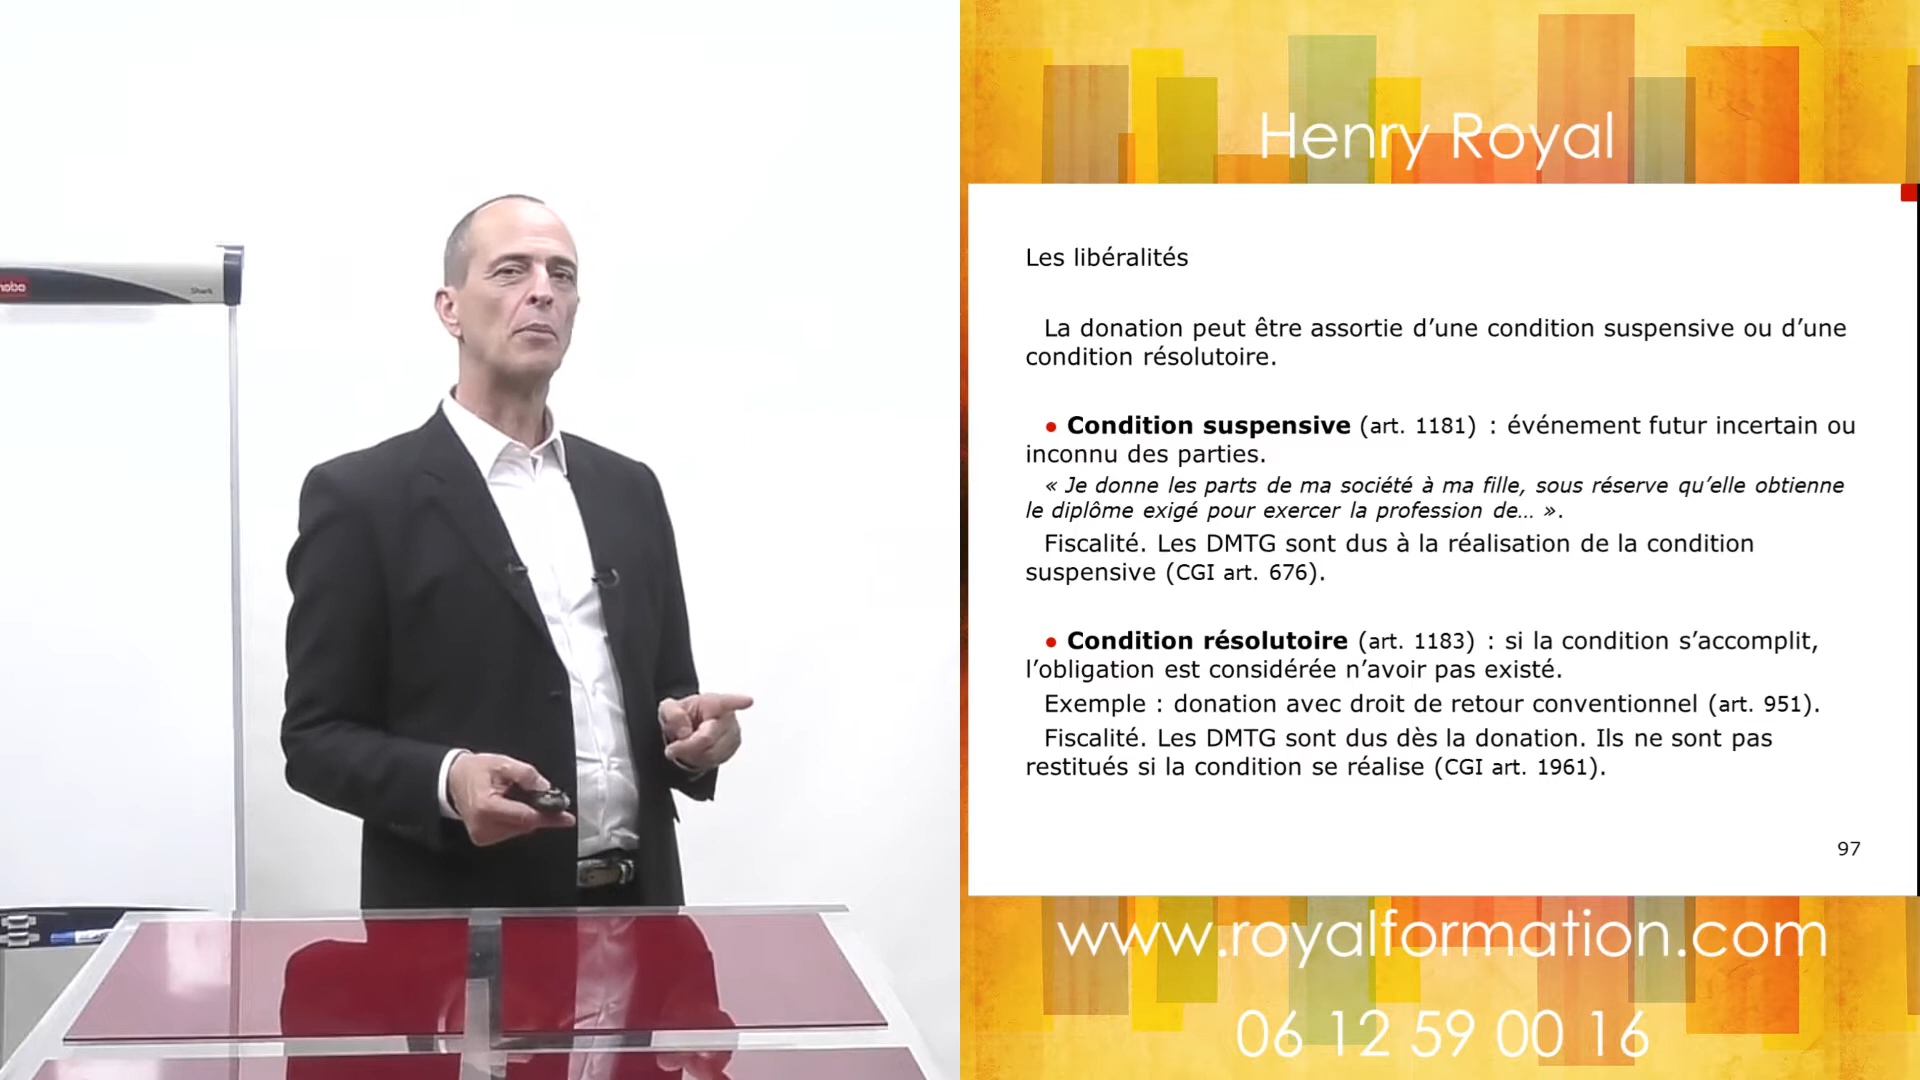 nobo
Shark
Henry Royal
Les libéralités
La donation peut être assortie d’une condition suspensive ou d’une
condition résolutoire.
● Condition suspensive (art. 1181) : événement futur incertain ou
inconnu des parties.
« Je donne les parts de ma société à ma fille, sous réserve qu’elle obtienne
le diplôme exigé pour exercer la profession de… ».
Fiscalité. Les DMTG sont dus à la réalisation de la condition
suspensive (CGI art. 676).
● Condition résolutoire (art. 1183) : si la condition s’accomplit,
l’obligation est considérée n’avoir pas existé.
Exemple : donation avec droit de retour conventionnel (art. 951).
Fiscalité. Les DMTG sont dus dès la donation. Ils ne sont pas
restitués si la condition se réalise (CGI art. 1961).
97
www.royalformation.com
06 12 59 00 16